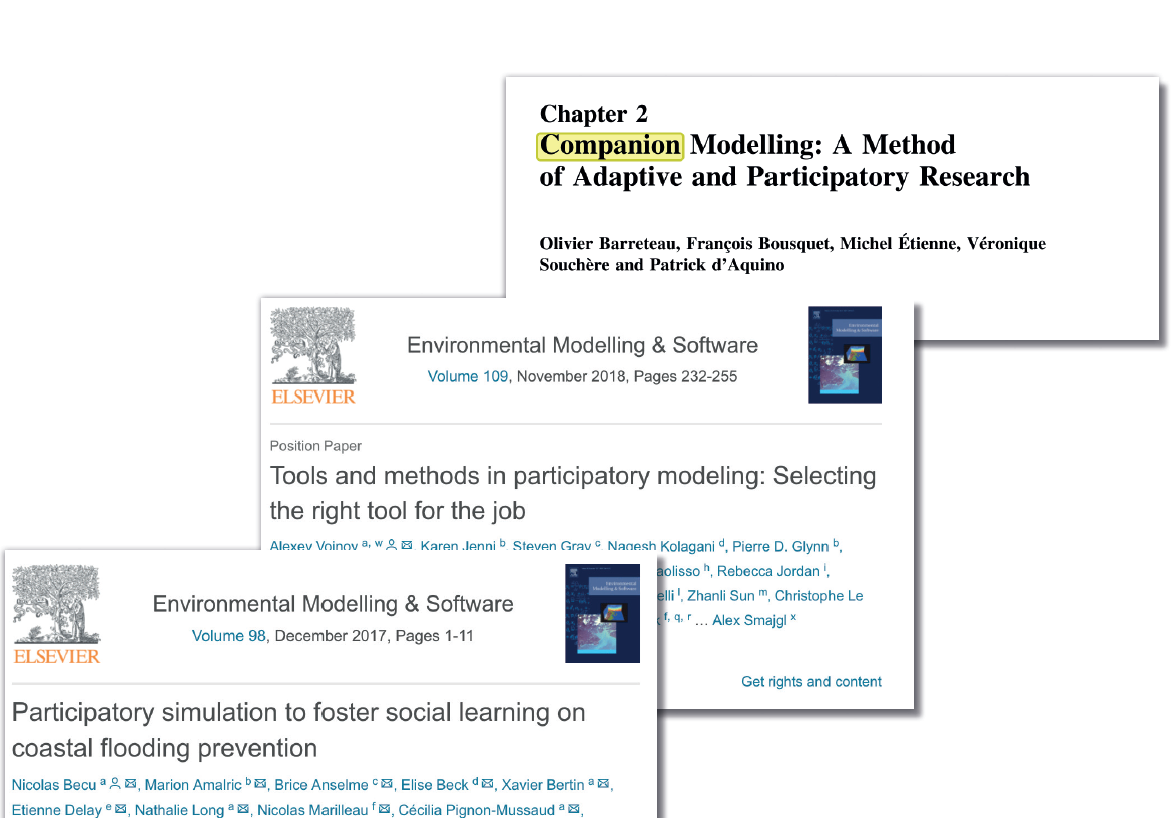 Chapter 2
Companion Modelling: A Method
of Adaptive and Participatory Research
Olivier Barreteau, François Bousquet, Michel Étienne, Véronique
Souchère and Patrick d'Aquino
ELSEVIER
Environmental Modelling & Software
Volume 109, November 2018, Pages 232-255
Position Paper
Tools and methods in participatory modeling: Selecting
the right tool for the job
Alexey Voinov a, w, Karen Jenni b, Steven Gray c, Nagesh Kolagani d, Pierre D. Glynn b,
aolisso h, Rebecca Jordan i,
elli l, Zhanli Sun m, Christophe Le
f, q, r ... Alex Smajgl x
Get rights and content
ELSEVIER
Environmental Modelling & Software
Volume 98, December 2017, Pages 1-11
Participatory simulation to foster social learning on
coastal flooding prevention
Nicolas Becu a, Marion Amalric b, Brice Anselme c, Elise Beck d, Xavier Bertin a,
Etienne Delay e, Nathalie Long a, Nicolas Marilleau f, Cécilia Pignon-Mussaud a,